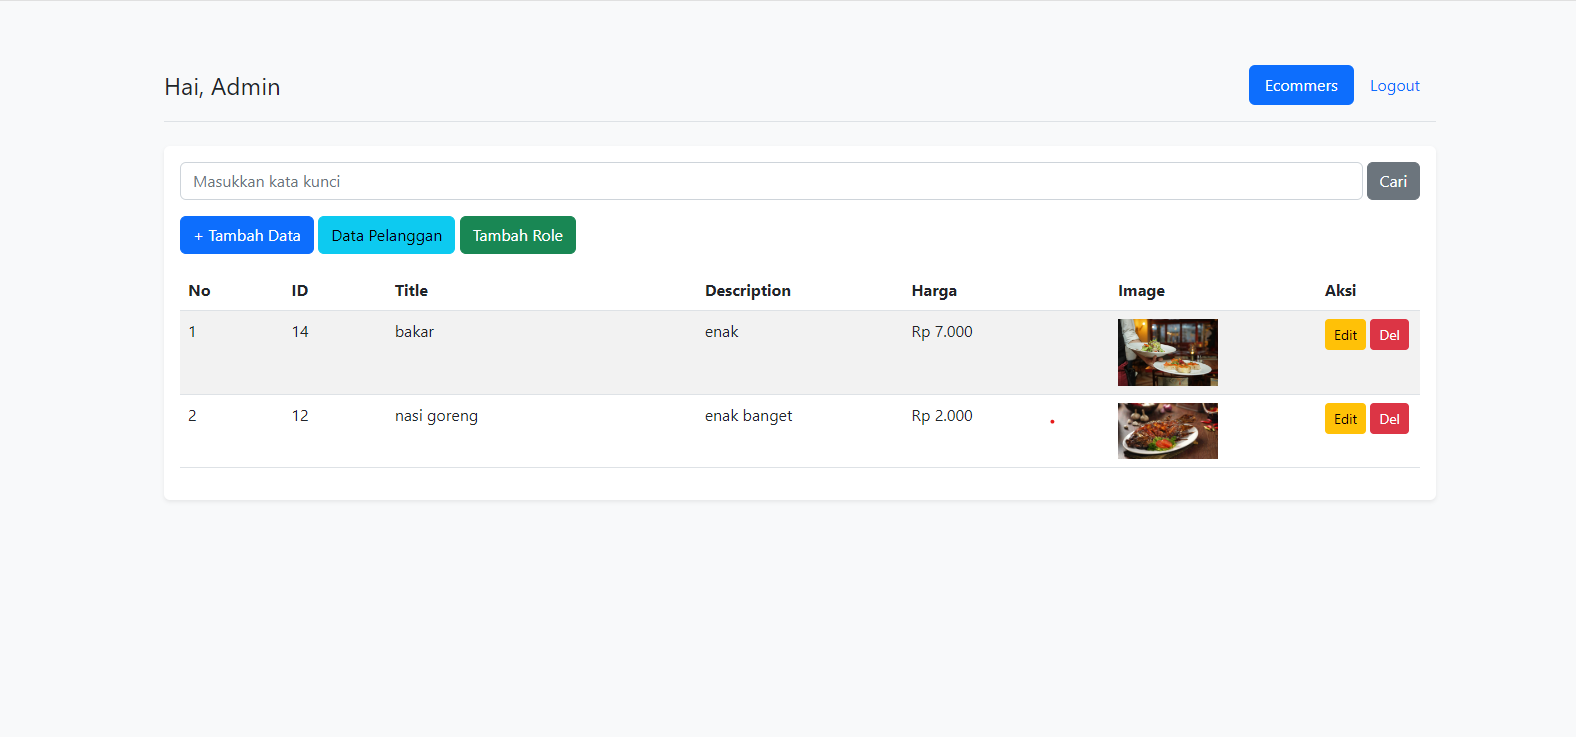 Hai, Admin
Ecommers
Logout
Masukkan kata kunci
Cari
+ Tambah Data
Data Pelanggan
Tambah Role
No ID Title Description Harga Image Aksi
1 14 bakar enak Rp 7.000 Edit Del
2 12 nasi goreng enak banget Rp 2.000 Edit Del